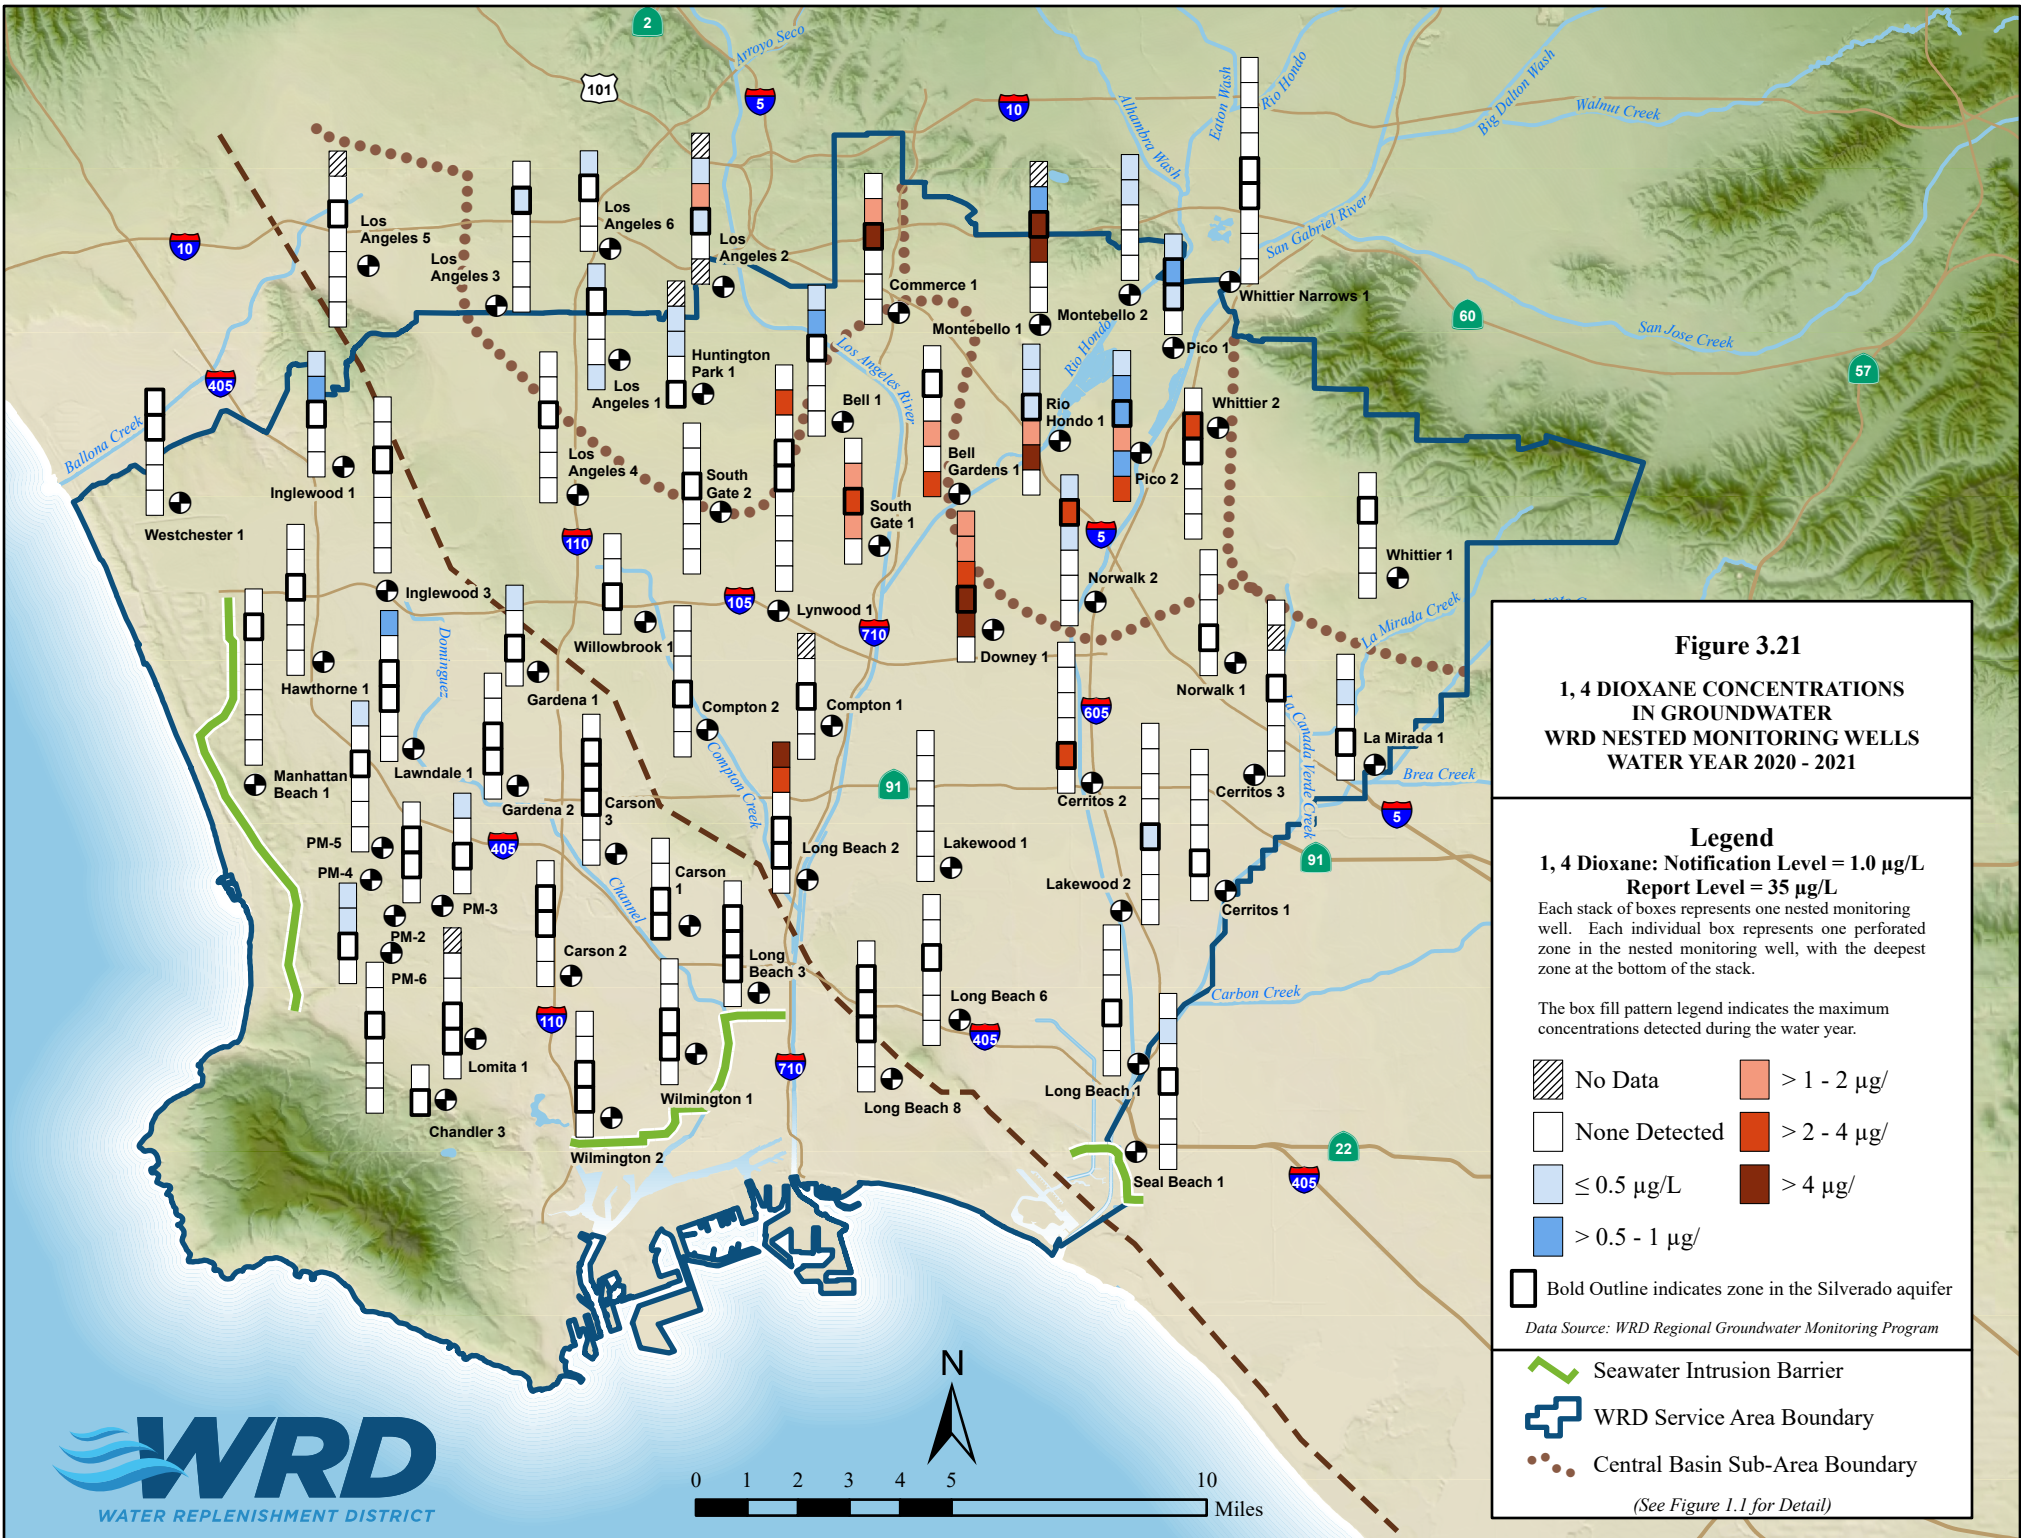 2
Arroyo Seco
101
5
10
Alhambra Wash
Eaton Wash
Rio Hondo
Big Dalton Wash
Walnut Creek
Los
Angeles 5
Los
Angeles 6
Los
Angeles 3
Los
Angeles 2
10
San Gabriel River
Commerce 1
Montebello 1
Montebello 2
Whittier Narrows 1
60
San Jose Creek
57
Pico 1
Rio Hondo
Los Angeles River
Huntington
Park 1
Los
Angeles 1
405
Ballona Creek
Bell 1
Rio
Hondo 1
Whittier 2
Inglewood 1
Los
Angeles 4
South
Gate 2
Bell
Gardens 1
Pico 2
South
Gate 1
Westchester 1
110
5
Whittier 1
Inglewood 3
105
Lynwood 1
Norwalk 2
710
La Mirada Creek
Willowbrook 1
Downey 1
Dominguez
Hawthorne 1
Gardena 1
Norwalk 1
Compton 2
Compton 1
605
La Canada Verde Creek
La Mirada 1
Lawndale 1
Compton Creek
Manhattan
Beach 1
Gardena 2
Carson
3
91
Cerritos 2
Cerritos 3
Brea Creek
5
PM-5
405
Long Beach 2
Lakewood 1
91
PM-4
Carson
1
Lakewood 2
Channel
PM-3
Cerritos 1
PM-2
Carson 2
Long
Beach 3
PM-6
Long Beach 6
Carbon Creek
110
405
Lomita 1
710
Wilmington 1
Long Beach 8
Long Beach 1
Chandler 3
22
Wilmington 2
Seal Beach 1
405
Figure 3.21
1, 4 DIOXANE CONCENTRATIONS
IN GROUNDWATER
WRD NESTED MONITORING WELLS
WATER YEAR 2020 - 2021
Legend
1, 4 Dioxane: Notification Level = 1.0 µg/L
Report Level = 35 µg/L
Each stack of boxes represents one nested monitoring
well. Each individual box represents one perforated
zone in the nested monitoring well, with the deepest
zone at the bottom of the stack.
The box fill pattern legend indicates the maximum
concentrations detected during the water year.
No Data
> 1 - 2 µg/
None Detected
> 2 - 4 µg/
≤ 0.5 µg/L
> 4 µg/
> 0.5 - 1 µg/
Bold Outline indicates zone in the Silverado aquifer
Data Source: WRD Regional Groundwater Monitoring Program
Seawater Intrusion Barrier
WRD Service Area Boundary
Central Basin Sub-Area Boundary
(See Figure 1.1 for Detail)
N
0 1 2 3 4 5 10
Miles
WRD
WATER REPLENISHMENT DISTRICT